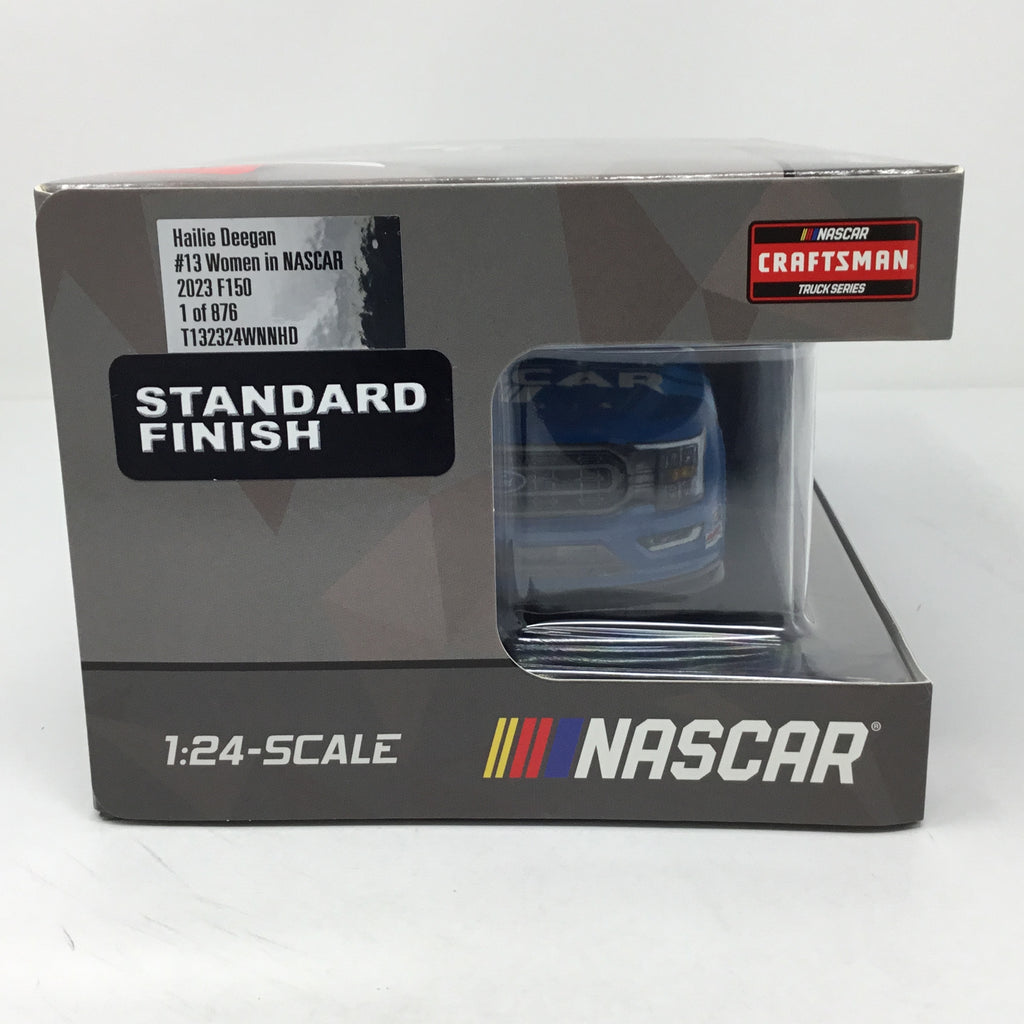 Hailie Deegan
#13 Women in NASCAR
2023 F150
1 of 876
T132324WNNHD
STANDARD
FINISH
NASCAR
CRAFTSMAN
TRUCK SERIES
CAR
1:24-SCALE
NASCAR®